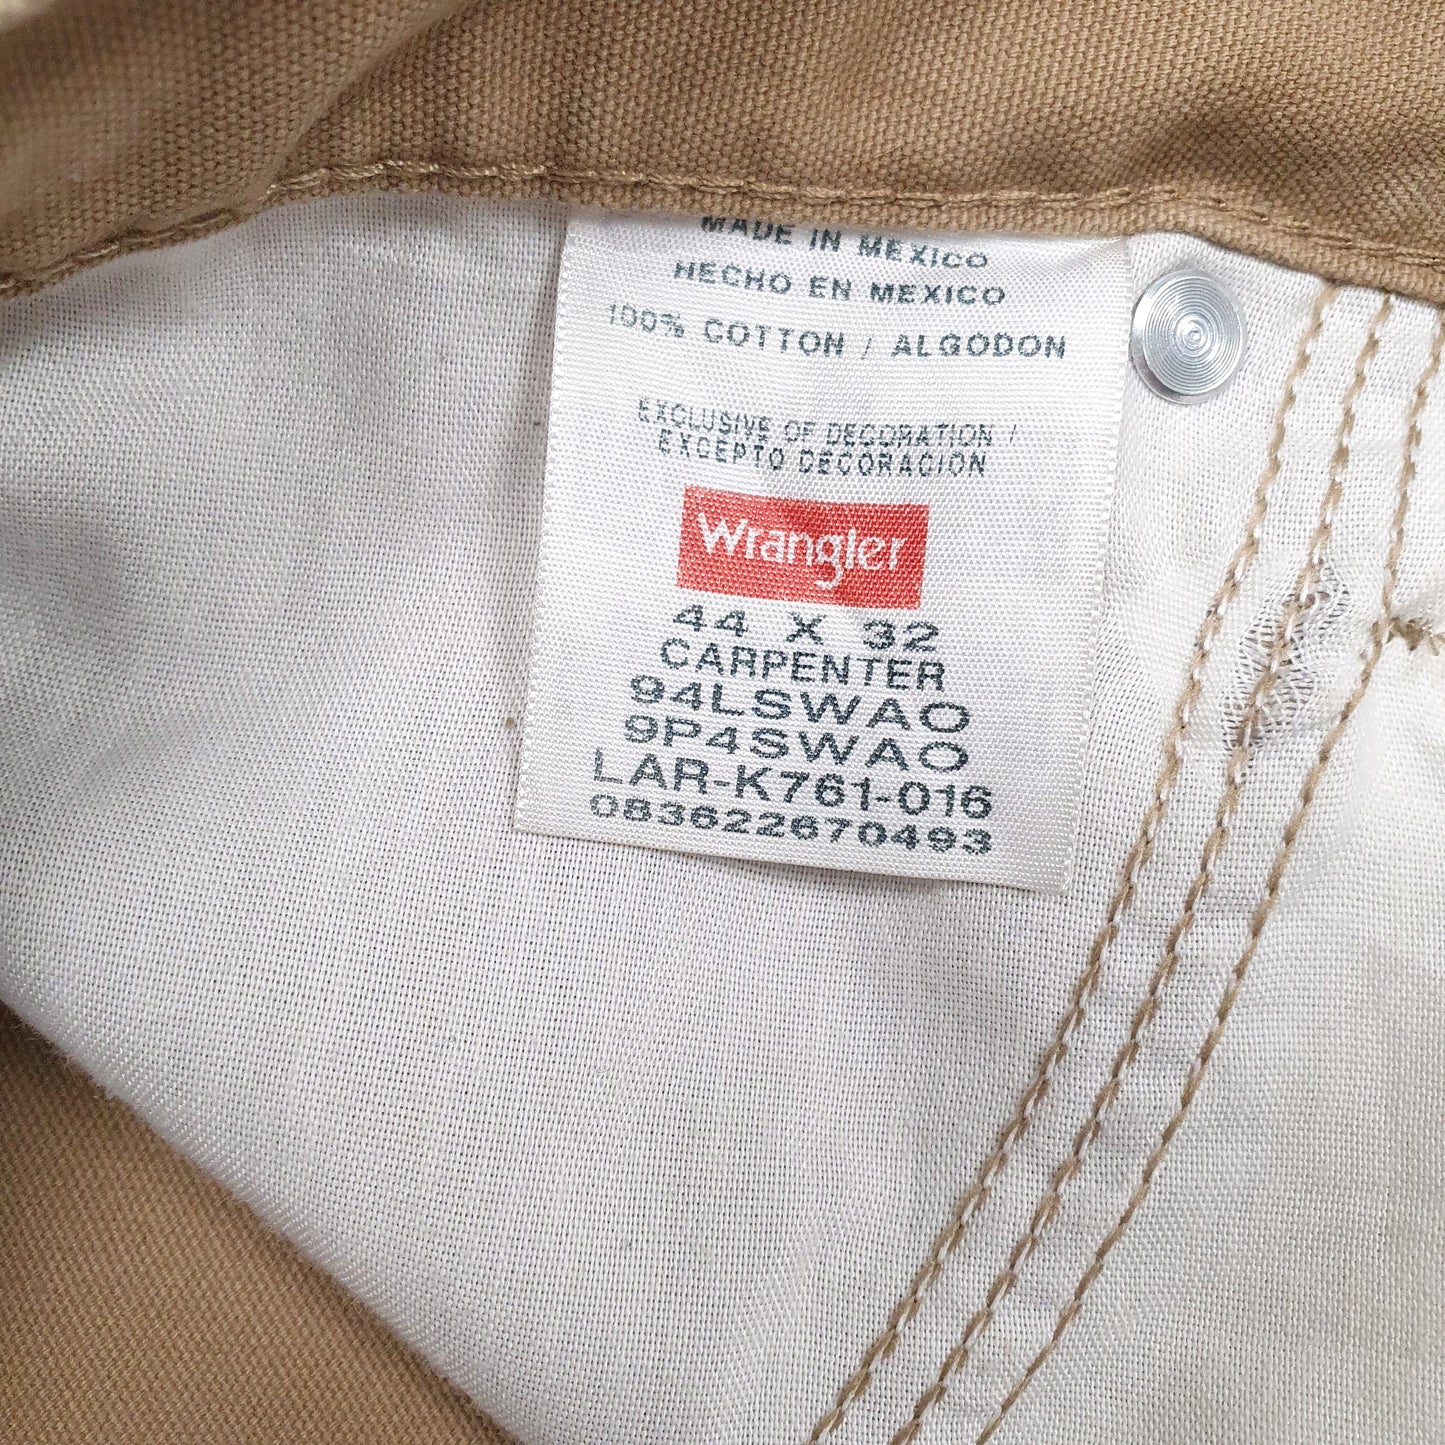 MADE IN MEXICO
HECHO EN MEXICO
100% COTTON / ALGODON
EXCLUSIVE OF DECORATION /
EXCEPTO DECORACION
Wrangler
44 X 32
CARPENTER
94LSWAO
9P4SWAO
LAR-K761-016
083622670493